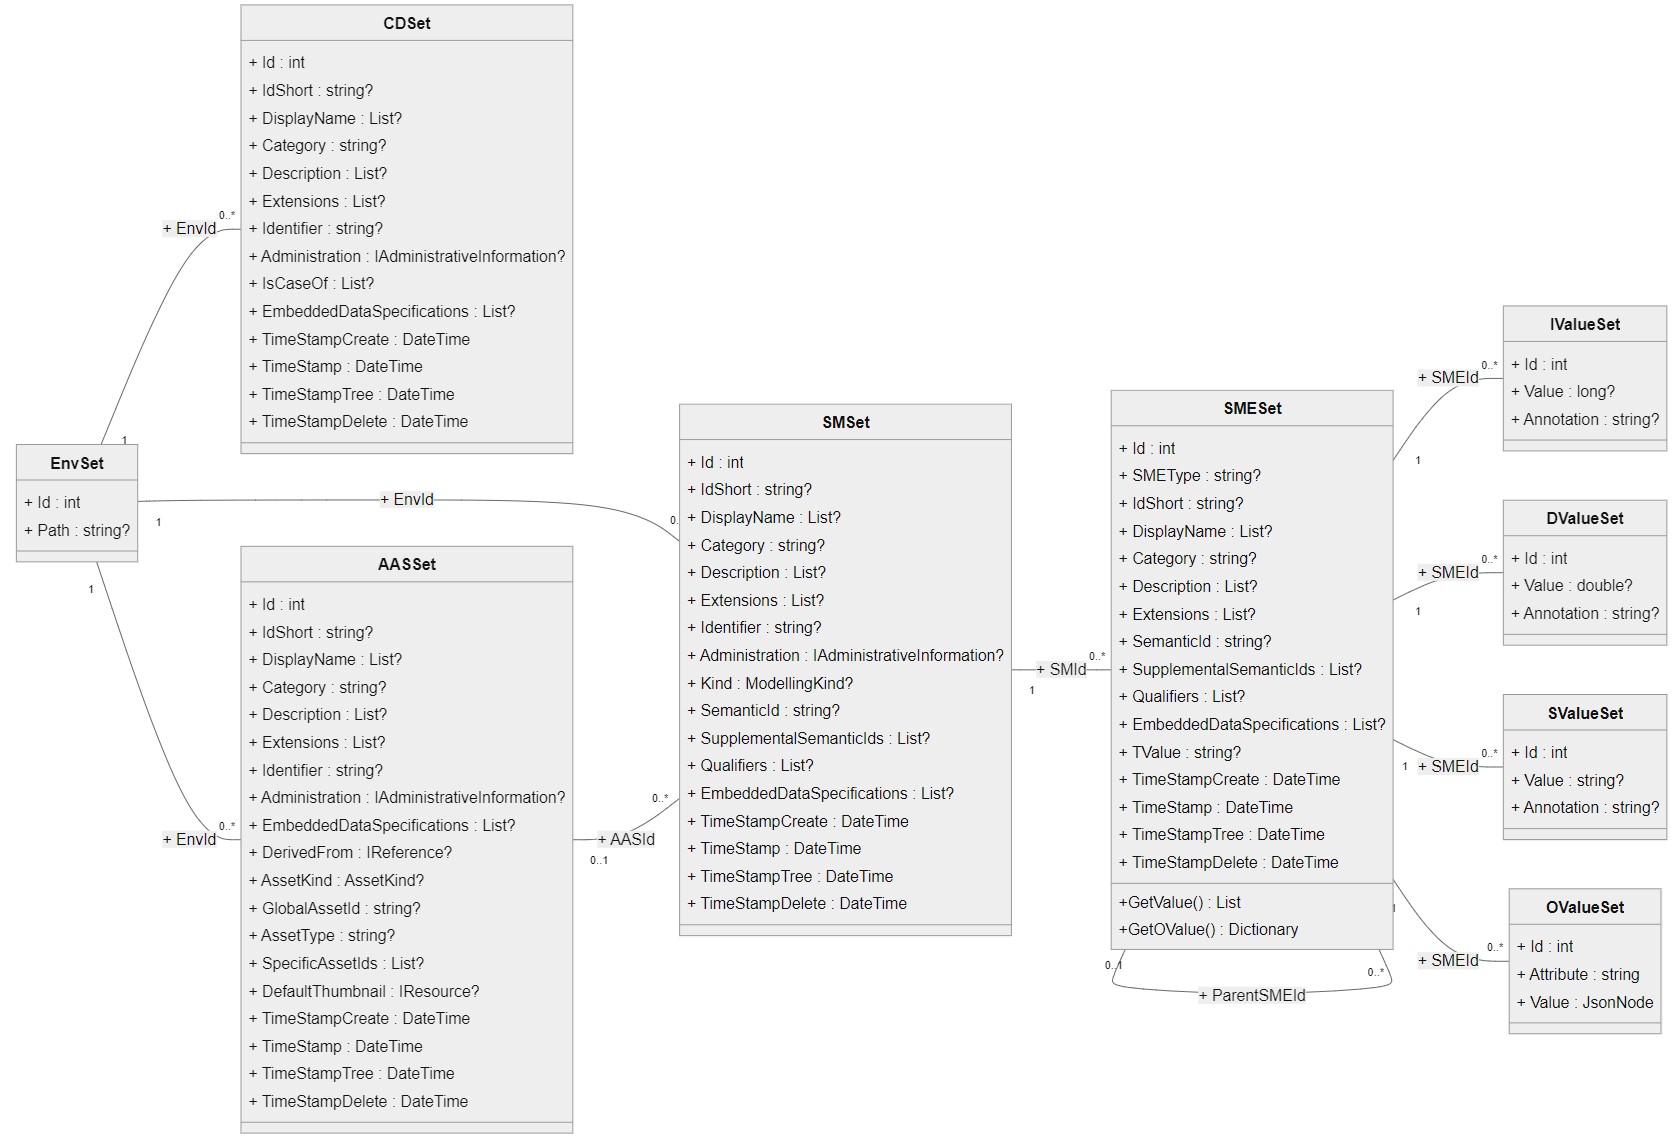 CDSet
+ Id : int
+ IdShort : string?
+ DisplayName : List?
+ Category : string?
+ Description : List?
+ Extensions : List?
+ Identifier : string?
+ Administration : IAdministrativeInformation?
+ IsCaseOf : List?
+ EmbeddedDataSpecifications : List?
+ TimeStampCreate : DateTime
+ TimeStamp : DateTime
+ TimeStampTree : DateTime
+ TimeStampDelete : DateTime
0..*
+ EnvId
1
EnvSet
+ Id : int
+ Path : string?
1
+ EnvId
0.
1
+ EnvId
0..*
AASSet
+ Id : int
+ IdShort : string?
+ DisplayName : List?
+ Category : string?
+ Description : List?
+ Extensions : List?
+ Identifier : string?
+ Administration : IAdministrativeInformation?
+ EmbeddedDataSpecifications : List?
+ DerivedFrom : IReference?
+ AssetKind : AssetKind?
+ GlobalAssetId : string?
+ AssetType : string?
+ SpecificAssetIds : List?
+ DefaultThumbnail : IResource?
+ TimeStampCreate : DateTime
+ TimeStamp : DateTime
+ TimeStampTree : DateTime
+ TimeStampDelete : DateTime
0..*
+ AASId
0..1
SMSet
+ Id : int
+ IdShort : string?
+ DisplayName : List?
+ Category : string?
+ Description : List?
+ Extensions : List?
+ Identifier : string?
+ Administration : IAdministrativeInformation?
+ Kind : ModellingKind?
+ SemanticId : string?
+ SupplementalSemanticIds : List?
+ Qualifiers : List?
+ EmbeddedDataSpecifications : List?
+ TimeStampCreate : DateTime
+ TimeStamp : DateTime
+ TimeStampTree : DateTime
+ TimeStampDelete : DateTime
0..*
+ SMId
1
SMESet
+ Id : int
+ SMEType : string?
+ IdShort : string?
+ DisplayName : List?
+ Category : string?
+ Description : List?
+ Extensions : List?
+ SemanticId : string?
+ SupplementalSemanticIds : List?
+ Qualifiers : List?
+ EmbeddedDataSpecifications : List?
+ TValue : string?
+ TimeStampCreate : DateTime
+ TimeStamp : DateTime
+ TimeStampTree : DateTime
+ TimeStampDelete : DateTime
+GetValue() : List
+GetOValue() : Dictionary
0..1
0..*
+ ParentSMEId
0..*
+ SMEId
1
IValueSet
+ Id : int
+ Value : long?
+ Annotation : string?
0..*
+ SMEId
1
DValueSet
+ Id : int
+ Value : double?
+ Annotation : string?
0..*
1
+ SMEId
SValueSet
+ Id : int
+ Value : string?
+ Annotation : string?
1
0..*
+ SMEId
OValueSet
+ Id : int
+ Attribute : string
+ Value : JsonNode